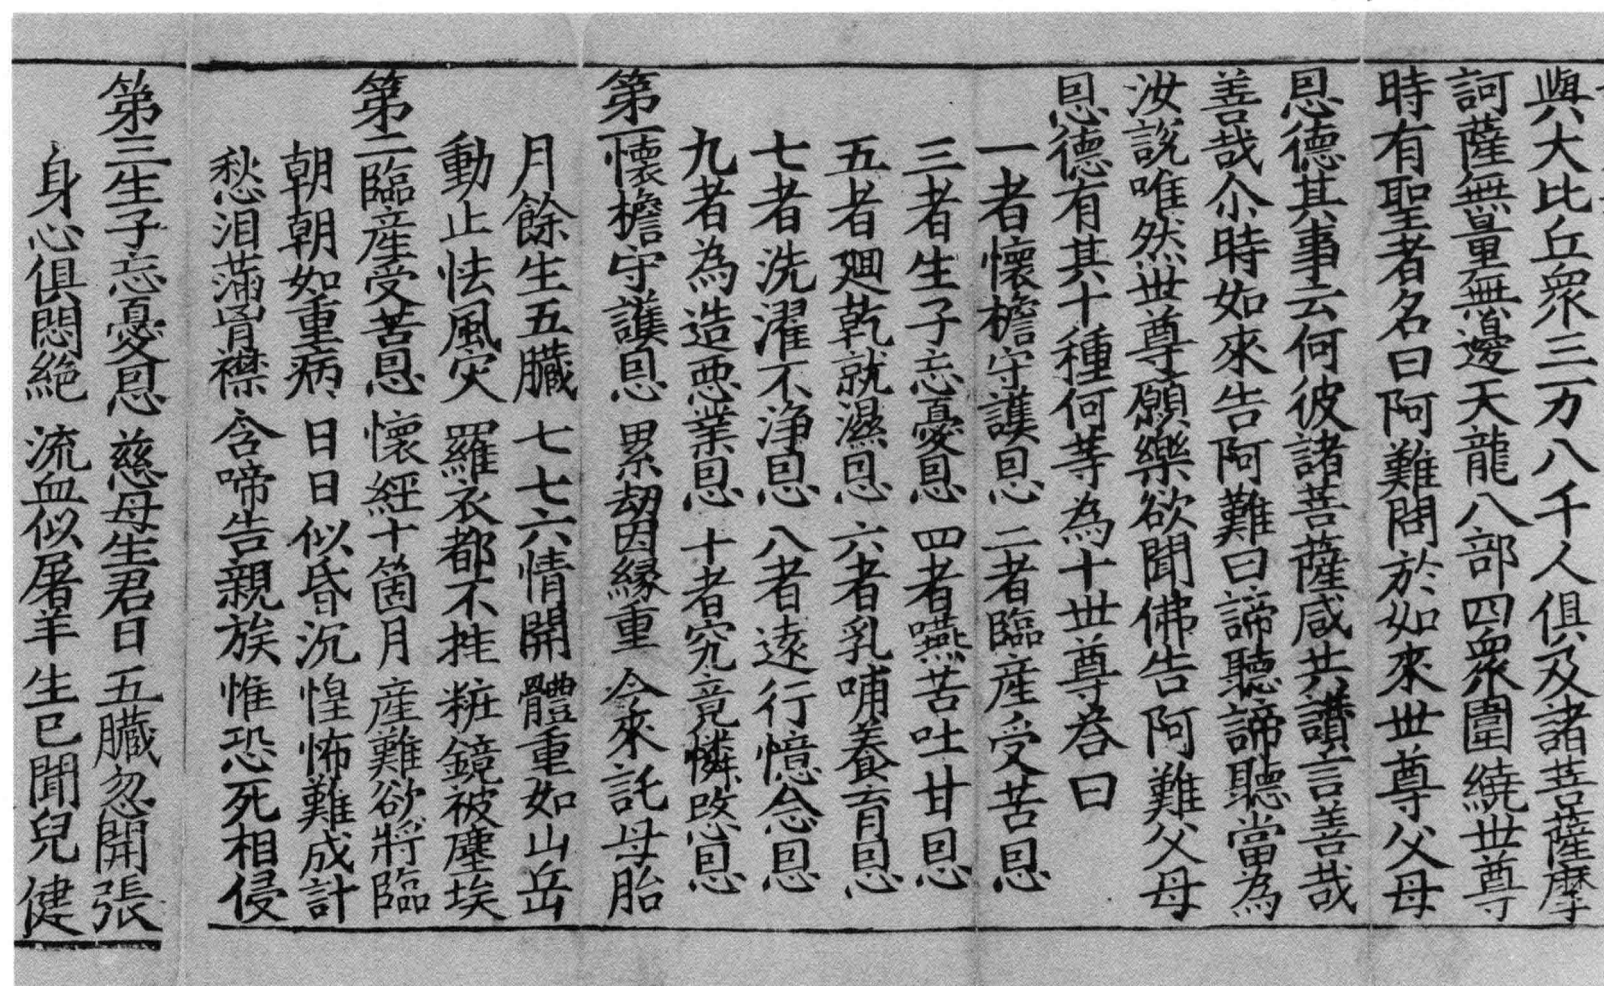 與大比丘衆三万八千人俱及諸菩薩摩
訶薩無量無邊天龍八部四衆圍繞世尊
時有聖者名曰阿難問於如來世尊父母
恩德其事云何彼諸菩薩咸共讚言善哉
善哉尒時如來告阿難曰諦聽諦聽當為
汝說唯然世尊願樂欲聞佛告阿難父母
恩德有其十種何等為十世尊荅曰
一者懷檐守護恩 二者臨産受苦恩
三者生子忘憂恩 四者嚥苦吐甘恩
五者廻乾就濕恩 六者乳哺養育恩
七者洗濯不淨恩 八者遠行憶念恩
九者為造悪業恩 十者究竟憐愍恩
第一懷檐守護恩 累劫因緣重 今來託母胎
月餘生五臓 七七六情開 體重如山岳
動止怯風灾 羅衣都不挂 粧鏡被塵埃
第二臨産受苦恩 懷經十箇月 産難欲將臨
朝朝如重病 日日似昏沉 惶怖難成計
愁淚滿胷襟 含啼告親族 惟恐死相侵
第三生子忘憂恩 慈母生君日 五臓忽開張
身心俱悶絕 流血似屠羊 生已聞兒健